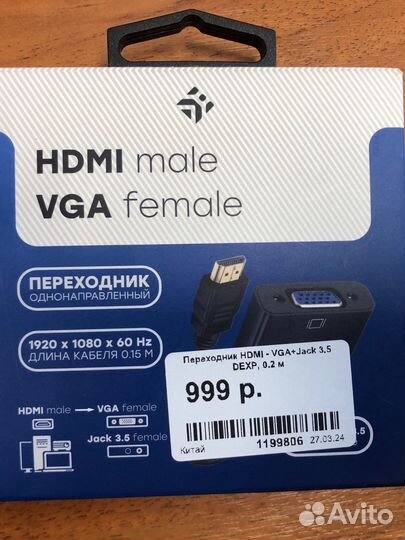 HDMI male
VGA female
ПЕРЕХОДНИК
ОДНОНАПРАВЛЕННЫЙ
1920 x 1080 x 60 Hz
ДЛИНА КАБЕЛЯ 0.15 М
HDMI male → VGA female
Jack 3.5 female
Переходник HDMI - VGA+Jack 3,5
DEXP, 0.2 м
999 р.
Китай
1199806
27.03.24
.5
Avito